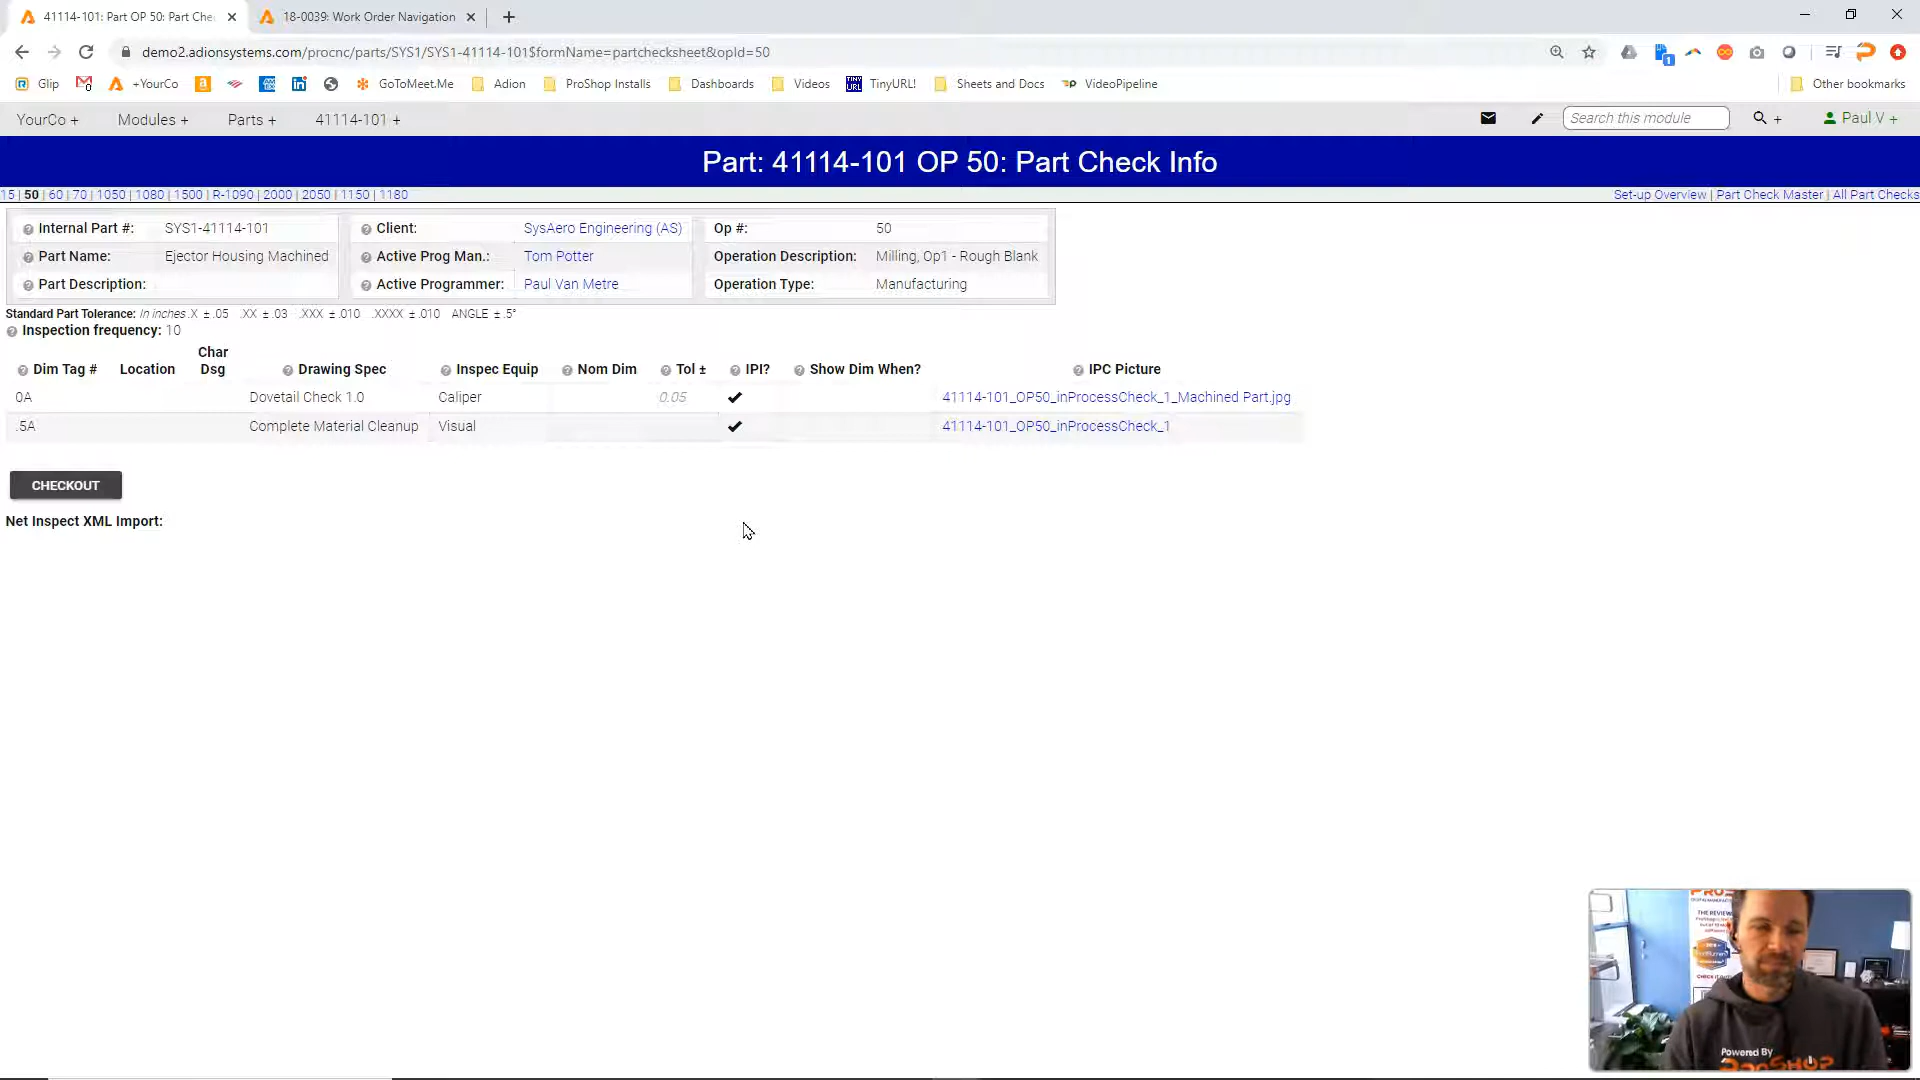 41114-101: Part OP 50: Part Che
18-0039: Work Order Navigation
demo2.adionsystems.com/procnc/parts/SYS1/SYS1-41114-101$formName=partchecksheet&opId=50
Glip
+YourCo
GoToMeet.Me
Adion
ProShop Installs
Dashboards
Videos
TinyURL!
Sheets and Docs
VideoPipeline
Other bookmarks
YourCo +
Modules +
Parts +
41114-101 +
Search this module
Paul V +
Part: 41114-101 OP 50: Part Check Info
15 | 50 | 60 | 70 | 1050 | 1080 | 1500 | R-1090 | 2000 | 2050 | 1150 | 1180
Set-up Overview | Part Check Master | All Part Checks
Internal Part #: SYS1-41114-101 Client: SysAero Engineering (AS) Op #: 50
Part Name: Ejector Housing Machined Active Prog Man.: Tom Potter Operation Description: Milling, Op1 - Rough Blank
Part Description: Active Programmer: Paul Van Metre Operation Type: Manufacturing
Standard Part Tolerance: In inches .X ± .05 .XX ± .03 .XXX ± .010 .XXXX ± .010 ANGLE ± .5°
Inspection frequency: 10
Dim Tag # Location Char Dsg Drawing Spec Inspec Equip Nom Dim Tol ± IPI? Show Dim When? IPC Picture
0A Dovetail Check 1.0 Caliper 0.05 ✔ 41114-101_OP50_inProcessCheck_1_Machined Part.jpg
.5A Complete Material Cleanup Visual ✔ 41114-101_OP50_inProcessCheck_1
CHECKOUT
Net Inspect XML Import:
THE REVIEW
Powered By
ProSHOP